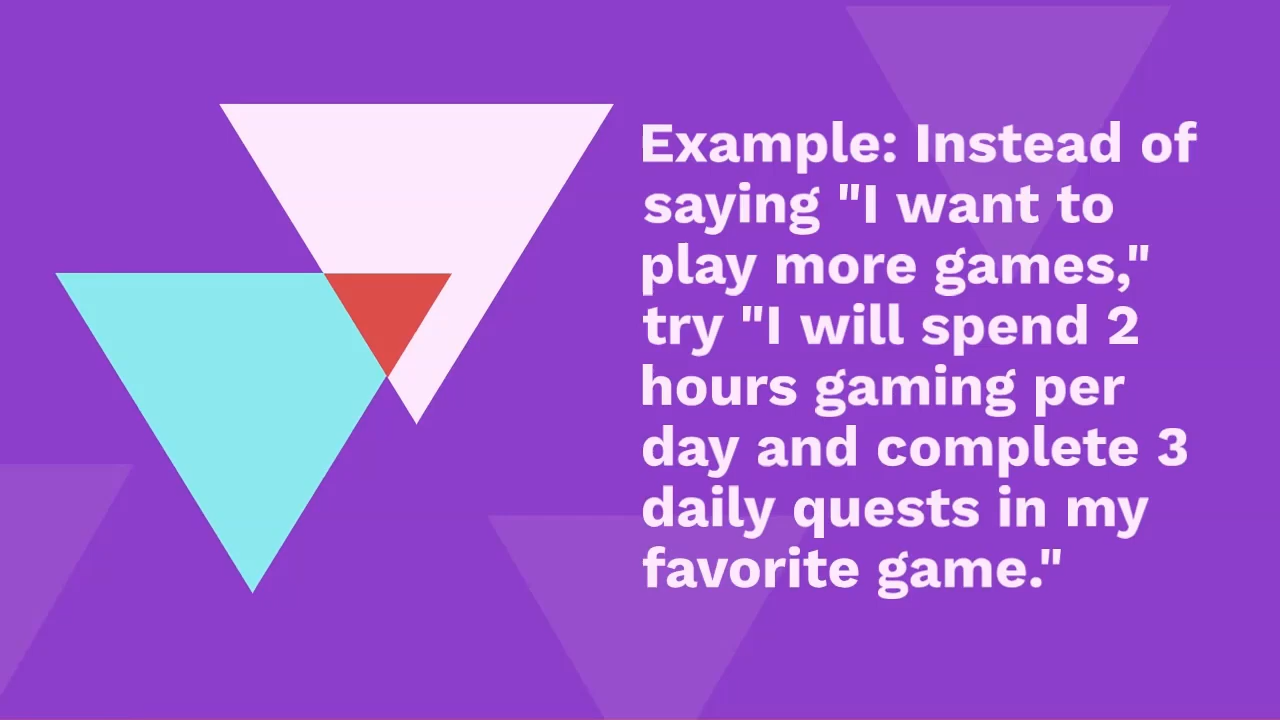 Example: Instead of
saying "I want to
play more games,"
try "I will spend 2
hours gaming per
day and complete 3
daily quests in my
favorite game."